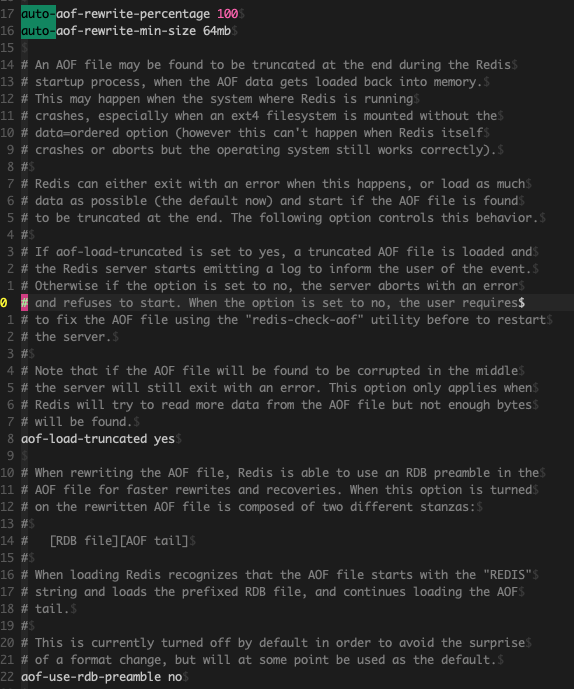 17 auto-aof-rewrite-percentage 100$
16 auto-aof-rewrite-min-size 64mb$
15 $
14 # An AOF file may be found to be truncated at the end during the Redis$
13 # startup process, when the AOF data gets loaded back into memory.$
12 # This may happen when the system where Redis is running$
11 # crashes, especially when an ext4 filesystem is mounted without the$
10 # data=ordered option (however this can't happen when Redis itself$
9 # crashes or aborts but the operating system still works correctly).$
8 #$
7 # Redis can either exit with an error when this happens, or load as much$
6 # data as possible (the default now) and start if the AOF file is found$
5 # to be truncated at the end. The following option controls this behavior.$
4 #$
3 # If aof-load-truncated is set to yes, a truncated AOF file is loaded and$
2 # the Redis server starts emitting a log to inform the user of the event.$
1 # Otherwise if the option is set to no, the server aborts with an error$
0 # and refuses to start. When the option is set to no, the user requires$
1 # to fix the AOF file using the "redis-check-aof" utility before to restart$
2 # the server.$
3 #$
4 # Note that if the AOF file will be found to be corrupted in the middle$
5 # the server will still exit with an error. This option only applies when$
6 # Redis will try to read more data from the AOF file but not enough bytes$
7 # will be found.$
8 aof-load-truncated yes$
9 $
10 # When rewriting the AOF file, Redis is able to use an RDB preamble in the$
11 # AOF file for faster rewrites and recoveries. When this option is turned$
12 # on the rewritten AOF file is composed of two different stanzas:$
13 #$
14 #   [RDB file][AOF tail]$
15 #$
16 # When loading Redis recognizes that the AOF file starts with the "REDIS"$
17 # string and loads the prefixed RDB file, and continues loading the AOF$
18 # tail.$
19 #$
20 # This is currently turned off by default in order to avoid the surprise$
21 # of a format change, but will at some point be used as the default.$
22 aof-use-rdb-preamble no$